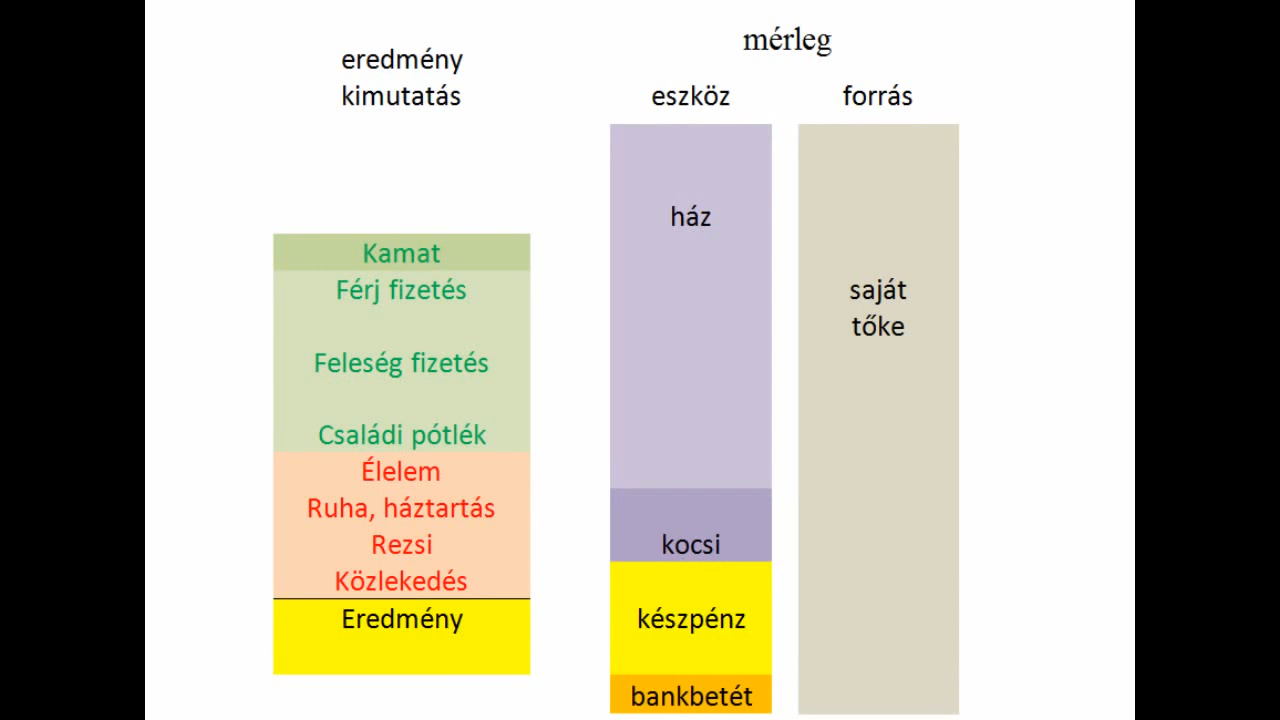 eredmény
kimutatás
Kamat
Férj fizetés
Feleség fizetés
Családi pótlék
Élelem
Ruha, háztartás
Rezsi
Közlekedés
Eredmény
mérleg
eszköz
forrás
ház
kocsi
készpénz
bankbetét
saját
tőke